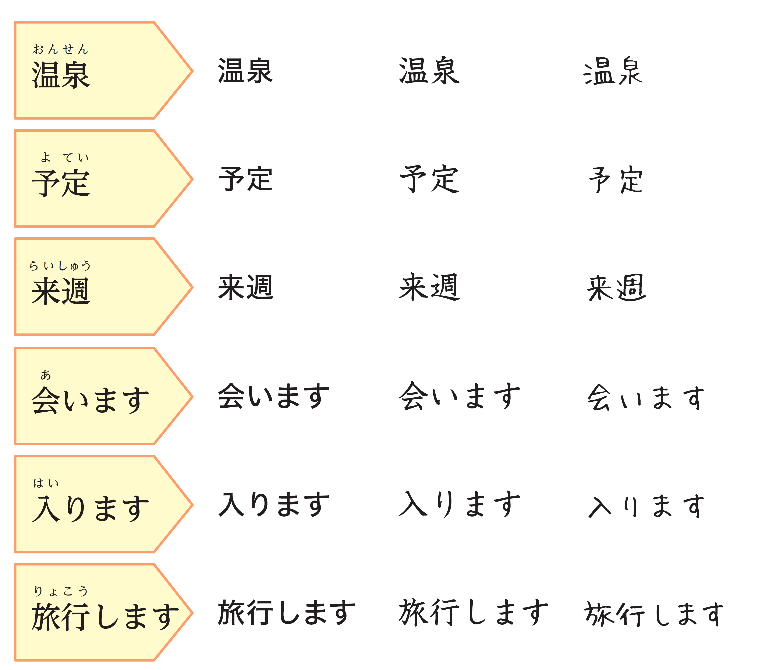 おんせん
温泉 温泉 温泉 温泉
よ てい
予定 予定 予定 予定
らいしゅう
来週 来週 来週 来週
あ
会います 会います 会います 会います
はい
入ります 入ります 入ります 入ります
りょこう
旅行します 旅行します 旅行します 旅行します